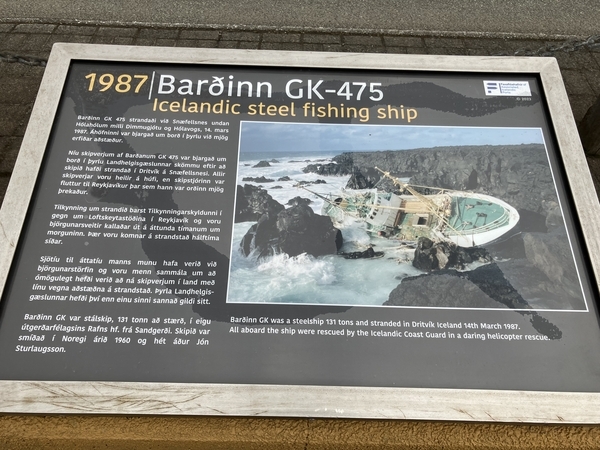 1987 Barðinn GK-475
Icelandic steel fishing ship
Barðinn GK 475 strandaði við Snæfellsnes undan
Hólahólum milli Dimmugjótu og Hólavogs, 14. mars
1987. Áhöfninni var bjargað um borð í þyrlu við mjög
erfiðar aðstæður.
Níu skipverjum af Barðanum GK 475 var bjargað um
borð í þyrlu Landhelgisgæslunnar skömmu eftir að
skipið hafði strandað í Dritvík á Snæfellsnesi. Allir
skipverjar voru heilir á húfi, en skipstjórinn var
fluttur til Reykjavíkur þar sem hann var orðinn mjög
þrekaður.
Tilkynning um strandið barst Tilkynningarskyldunni í
gegn um Loftskeytastöðina í Reykjavík og voru
björgunarsveitir kallaðar út á áttunda tímanum um
morguninn. Þær voru komnar á strandstað hálftíma
síðar.
Sjötíu til áttatíu manns munu hafa verið við
björgunarstörfin og voru menn sammála um að
ómögulegt hefði verið að ná skipverjum í land með
línu vegna aðstæðna á strandstað. Þyrla Landhelgis-
gæslunnar hefði því enn einu sinni sannað gildi sitt.
Barðinn GK var stálskip, 131 tonn að stærð, í eigu
útgerðarfélagsins Rafns hf. frá Sandgerði. Skipið var
smíðað í Noregi árið 1960 og hét áður Jón
Sturlaugsson.
Barðinn GK was a steelship 131 tons and stranded in Dritvík Iceland 14th March 1987.
All aboard the ship were rescued by the Icelandic Coast Guard in a daring helicopter rescue.